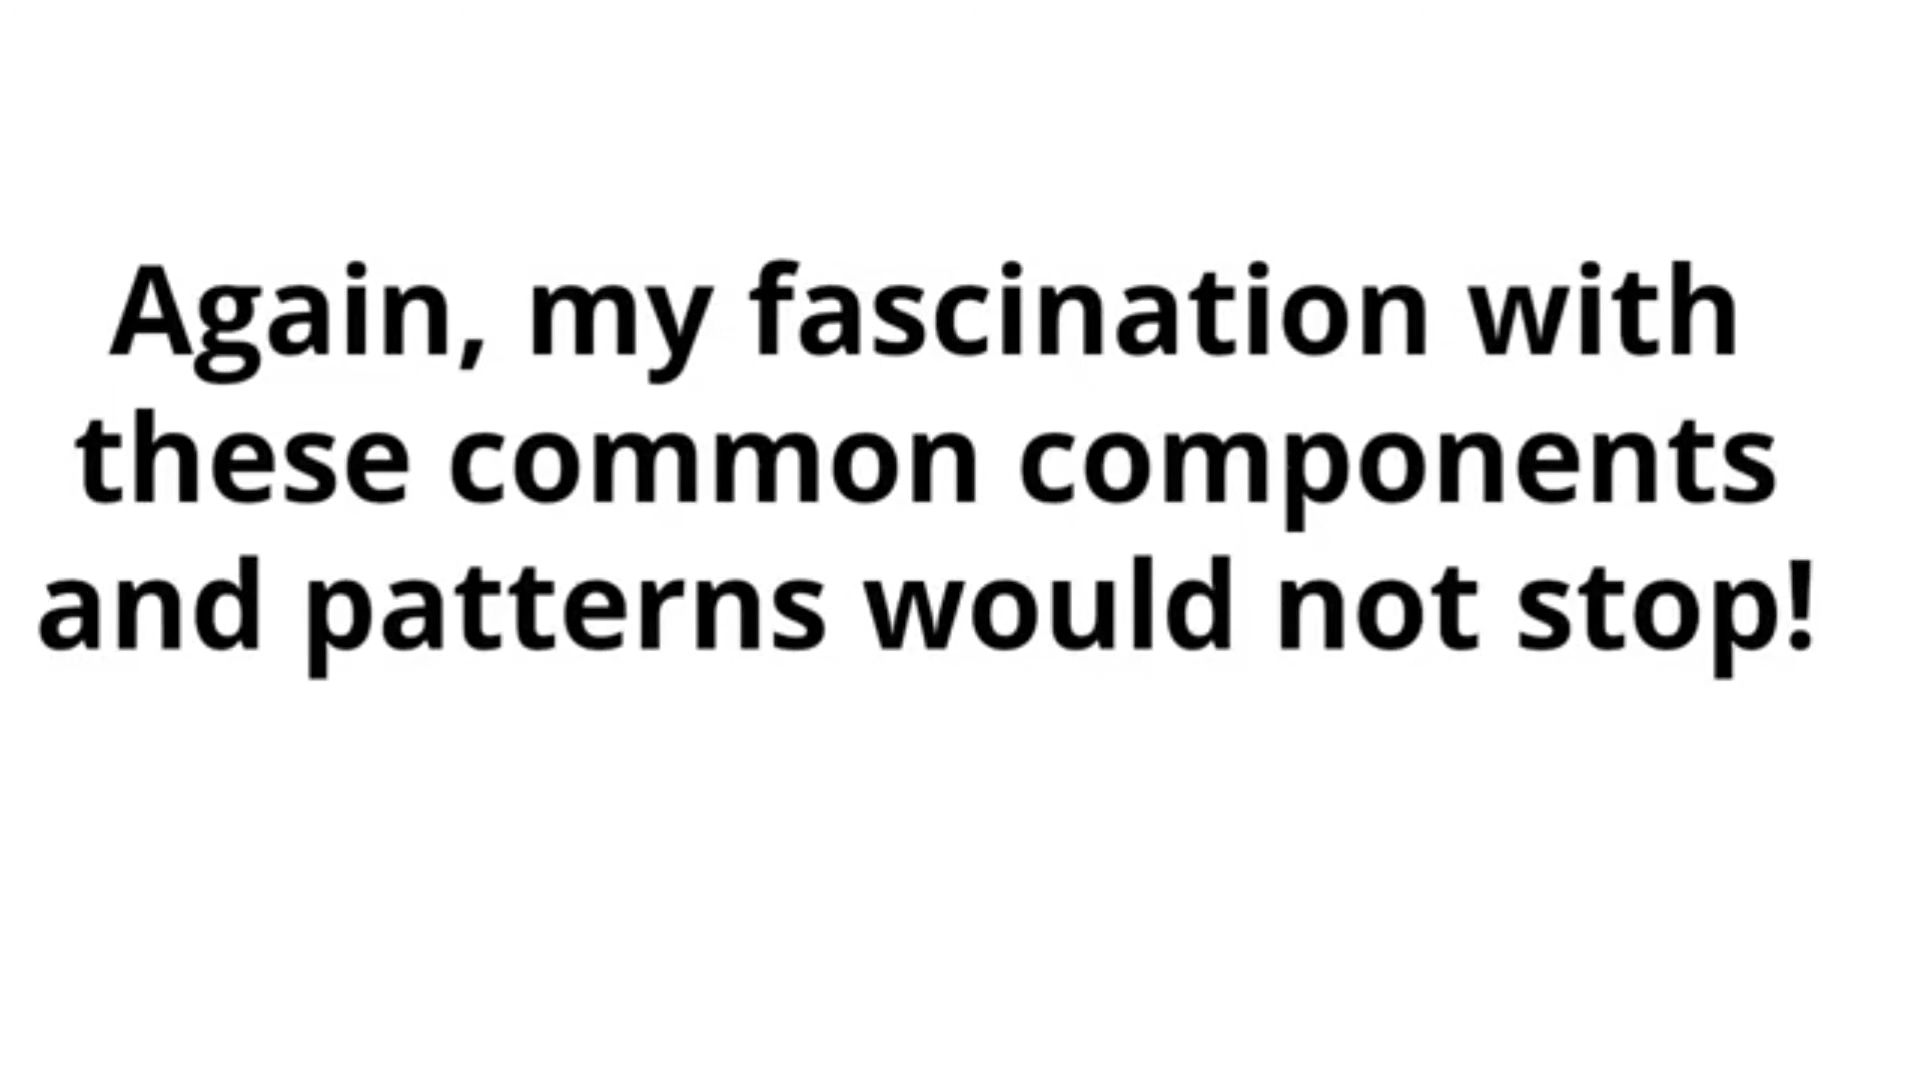 Again, my fascination with
these common components
and patterns would not stop!